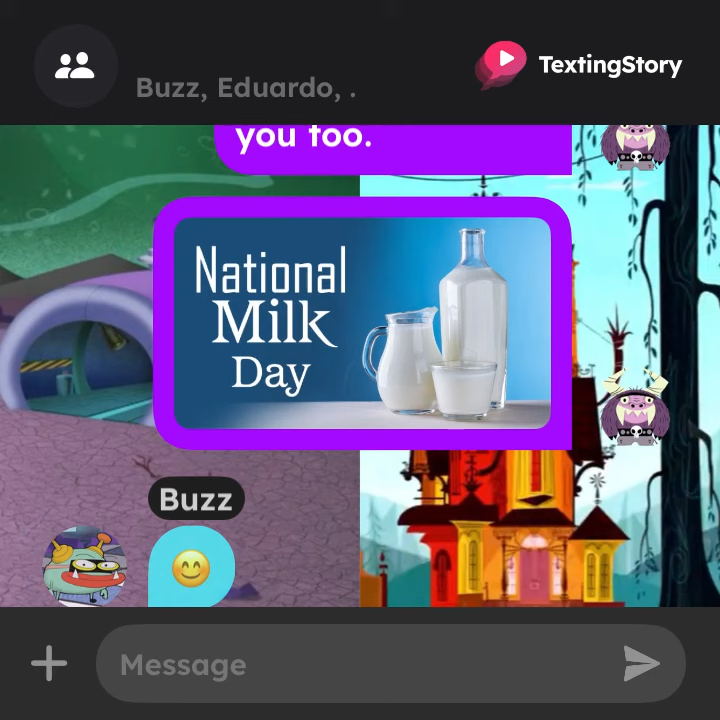 Buzz, Eduardo, .
TextingStory
you too.
National
Milk
Day
Buzz
😊
Message